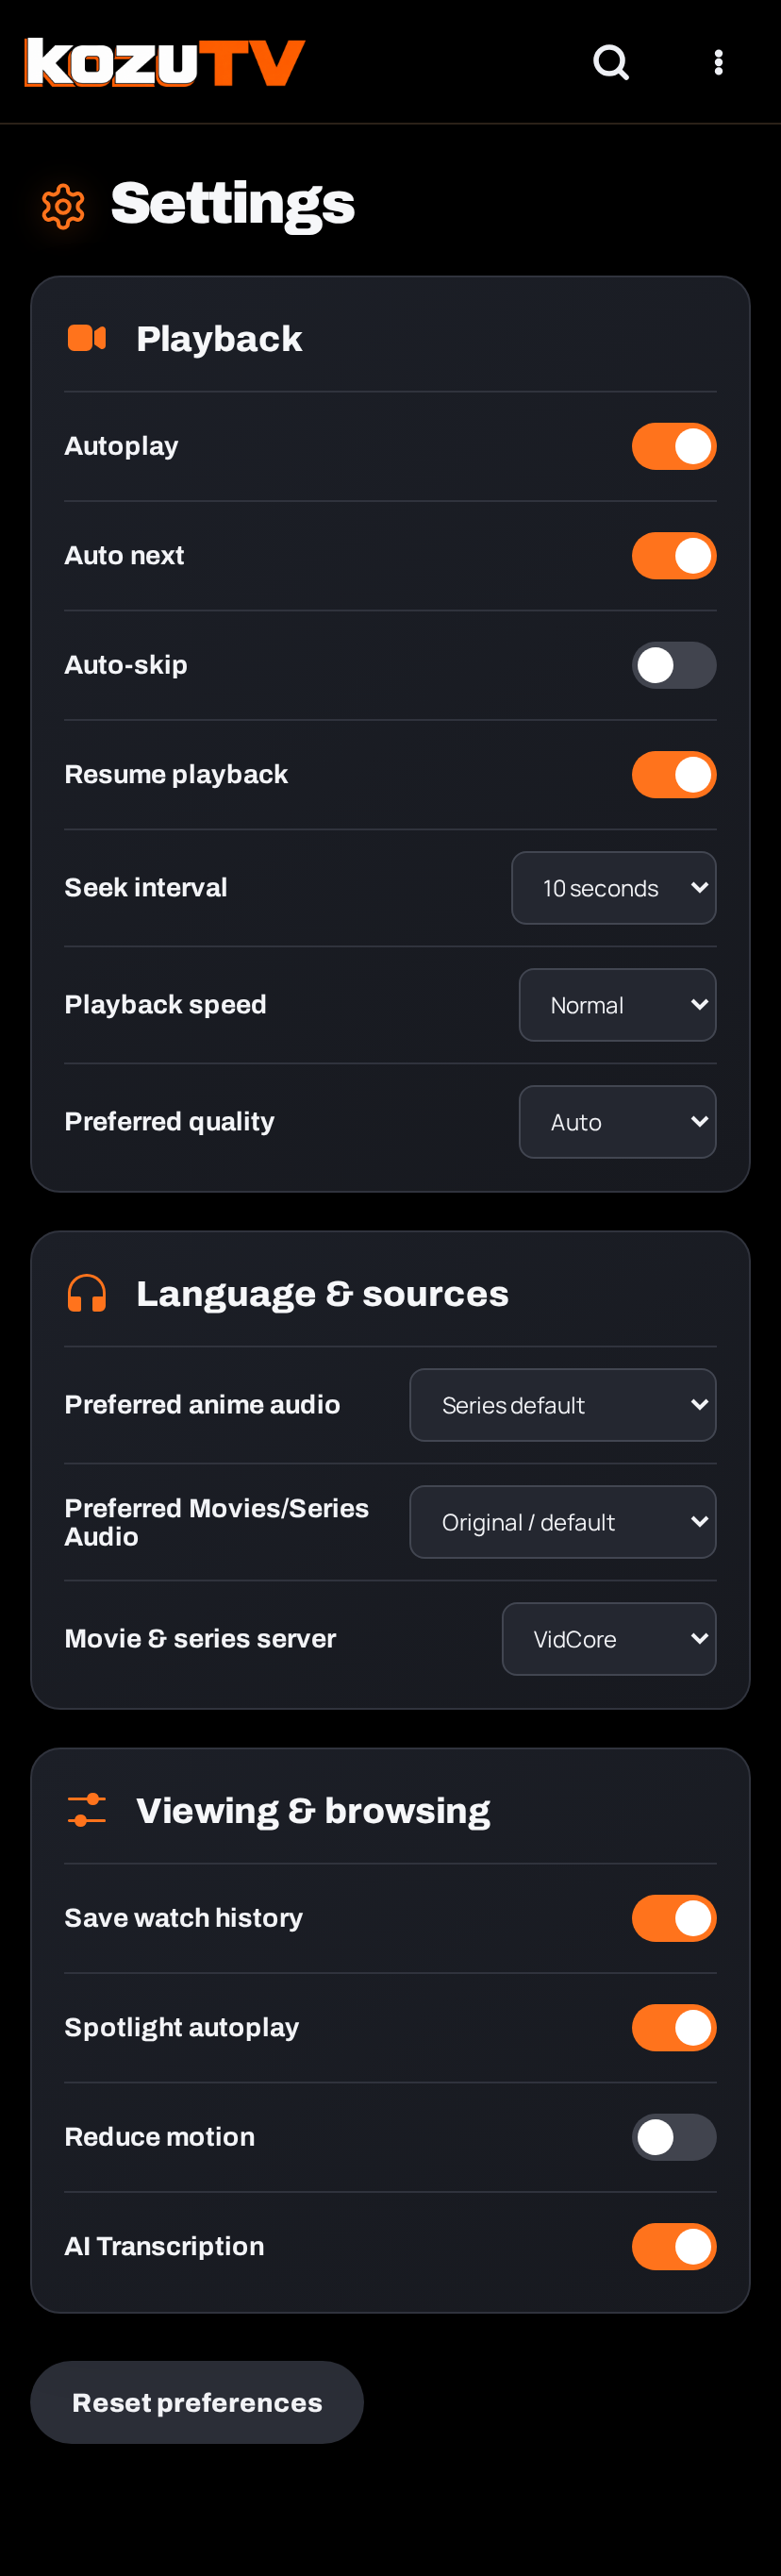 kozuTV
Settings
Playback
Autoplay
Auto next
Auto-skip
Resume playback
Seek interval
10 seconds
Playback speed
Normal
Preferred quality
Auto
Language & sources
Preferred anime audio
Series default
Preferred Movies/Series
Audio
Original / default
Movie & series server
VidCore
Viewing & browsing
Save watch history
Spotlight autoplay
Reduce motion
AI Transcription
Reset preferences